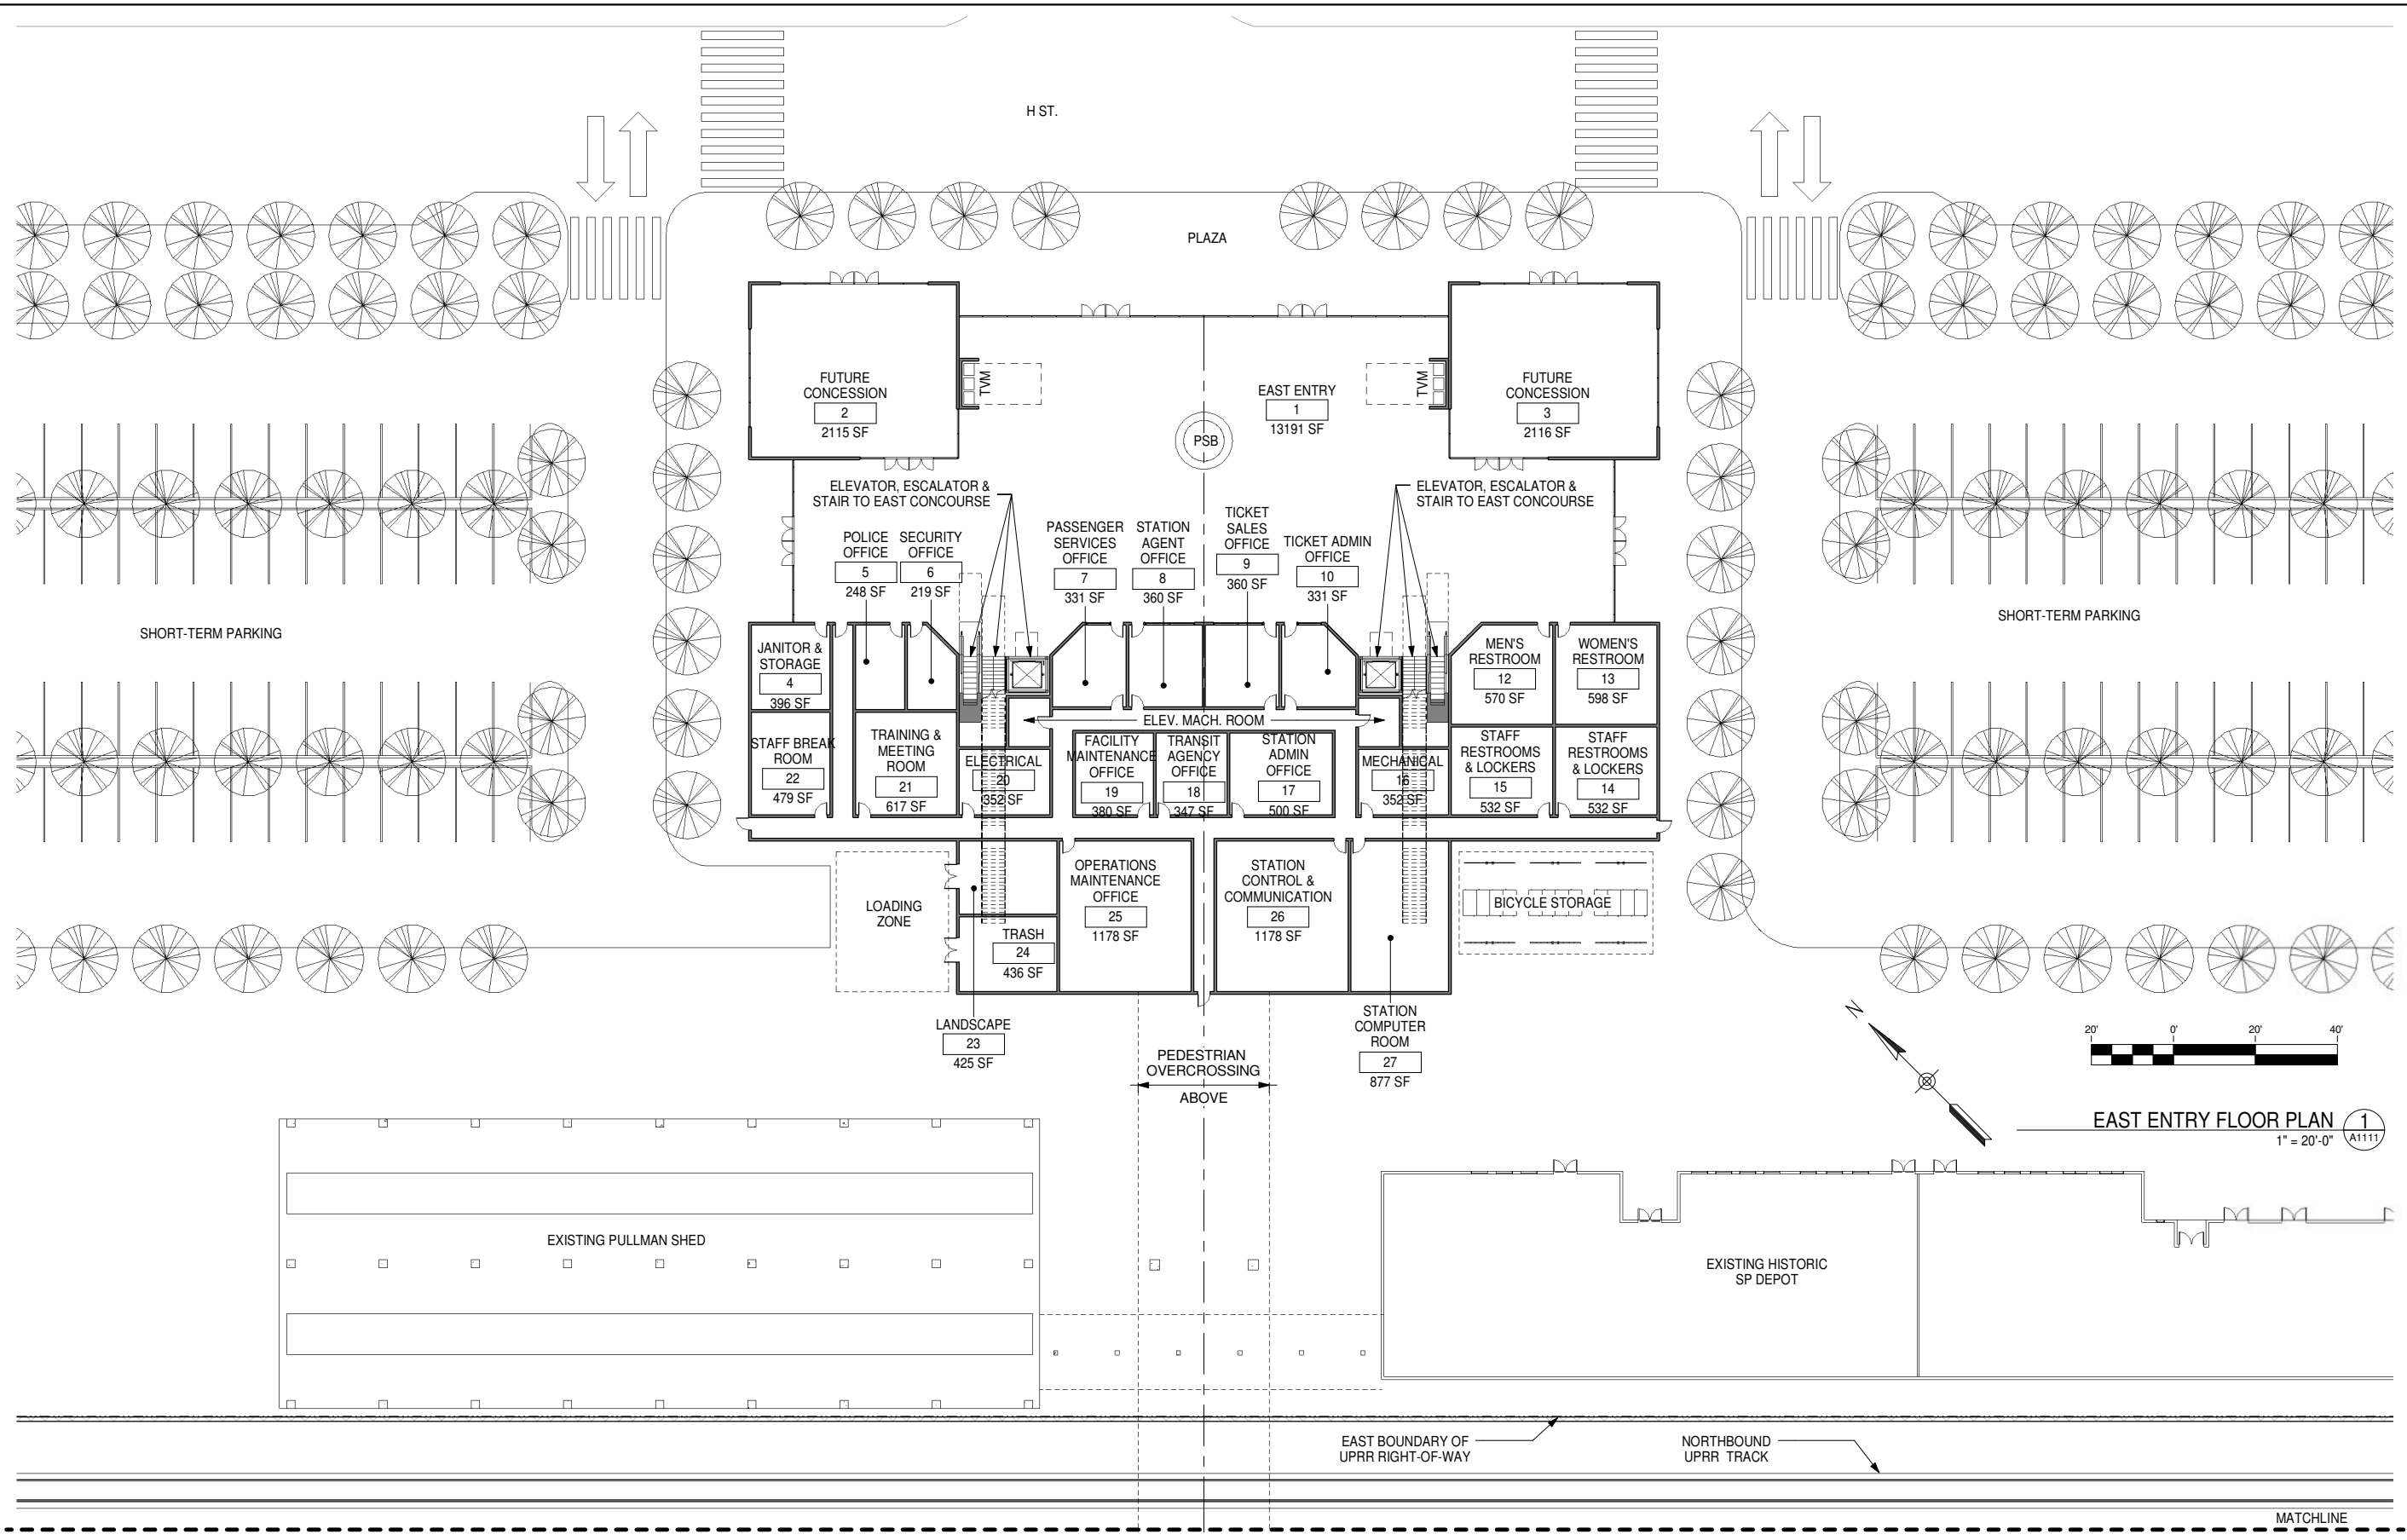 H ST.
PLAZA
FUTURE
CONCESSION
2
2115 SF
TVM
EAST ENTRY
1
13191 SF
TVM
FUTURE
CONCESSION
3
2116 SF
PSB
ELEVATOR, ESCALATOR &
STAIR TO EAST CONCOURSE
ELEVATOR, ESCALATOR &
STAIR TO EAST CONCOURSE
POLICE
OFFICE
5
248 SF
SECURITY
OFFICE
6
219 SF
PASSENGER
SERVICES
OFFICE
7
331 SF
STATION
AGENT
OFFICE
8
360 SF
TICKET
SALES
OFFICE
9
360 SF
TICKET ADMIN
OFFICE
10
331 SF
SHORT-TERM PARKING
SHORT-TERM PARKING
JANITOR &
STORAGE
4
396 SF
MEN'S
RESTROOM
12
570 SF
WOMEN'S
RESTROOM
13
598 SF
ELEV. MACH. ROOM
STAFF BREAK
ROOM
22
479 SF
TRAINING &
MEETING
ROOM
21
617 SF
ELECTRICAL
20
352 SF
FACILITY
MAINTENANCE
OFFICE
19
380 SF
TRANSIT
AGENCY
OFFICE
18
347 SF
STATION
ADMIN
OFFICE
17
500 SF
MECHANICAL
16
352 SF
STAFF
RESTROOMS
& LOCKERS
15
532 SF
STAFF
RESTROOMS
& LOCKERS
14
532 SF
LOADING
ZONE
OPERATIONS
MAINTENANCE
OFFICE
25
1178 SF
STATION
CONTROL &
COMMUNICATION
26
1178 SF
BICYCLE STORAGE
TRASH
24
436 SF
LANDSCAPE
23
425 SF
STATION
COMPUTER
ROOM
27
877 SF
PEDESTRIAN
OVERCROSSING
ABOVE
N
20' 0' 20' 40'
EAST ENTRY FLOOR PLAN
1" = 20'-0"
1
A1111
EXISTING PULLMAN SHED
EXISTING HISTORIC
SP DEPOT
EAST BOUNDARY OF
UPRR RIGHT-OF-WAY
NORTHBOUND
UPRR TRACK
MATCHLINE